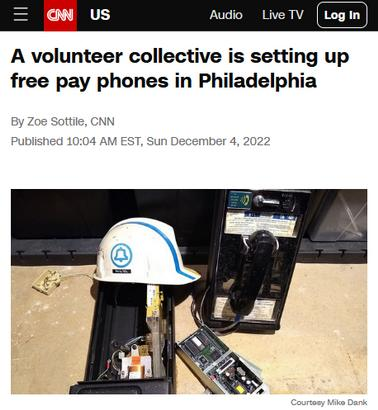 CNN US Audio Live TV Log In
A volunteer collective is setting up
free pay phones in Philadelphia
By Zoe Sottile, CNN
Published 10:04 AM EST, Sun December 4, 2022
Courtesy Mike Dank